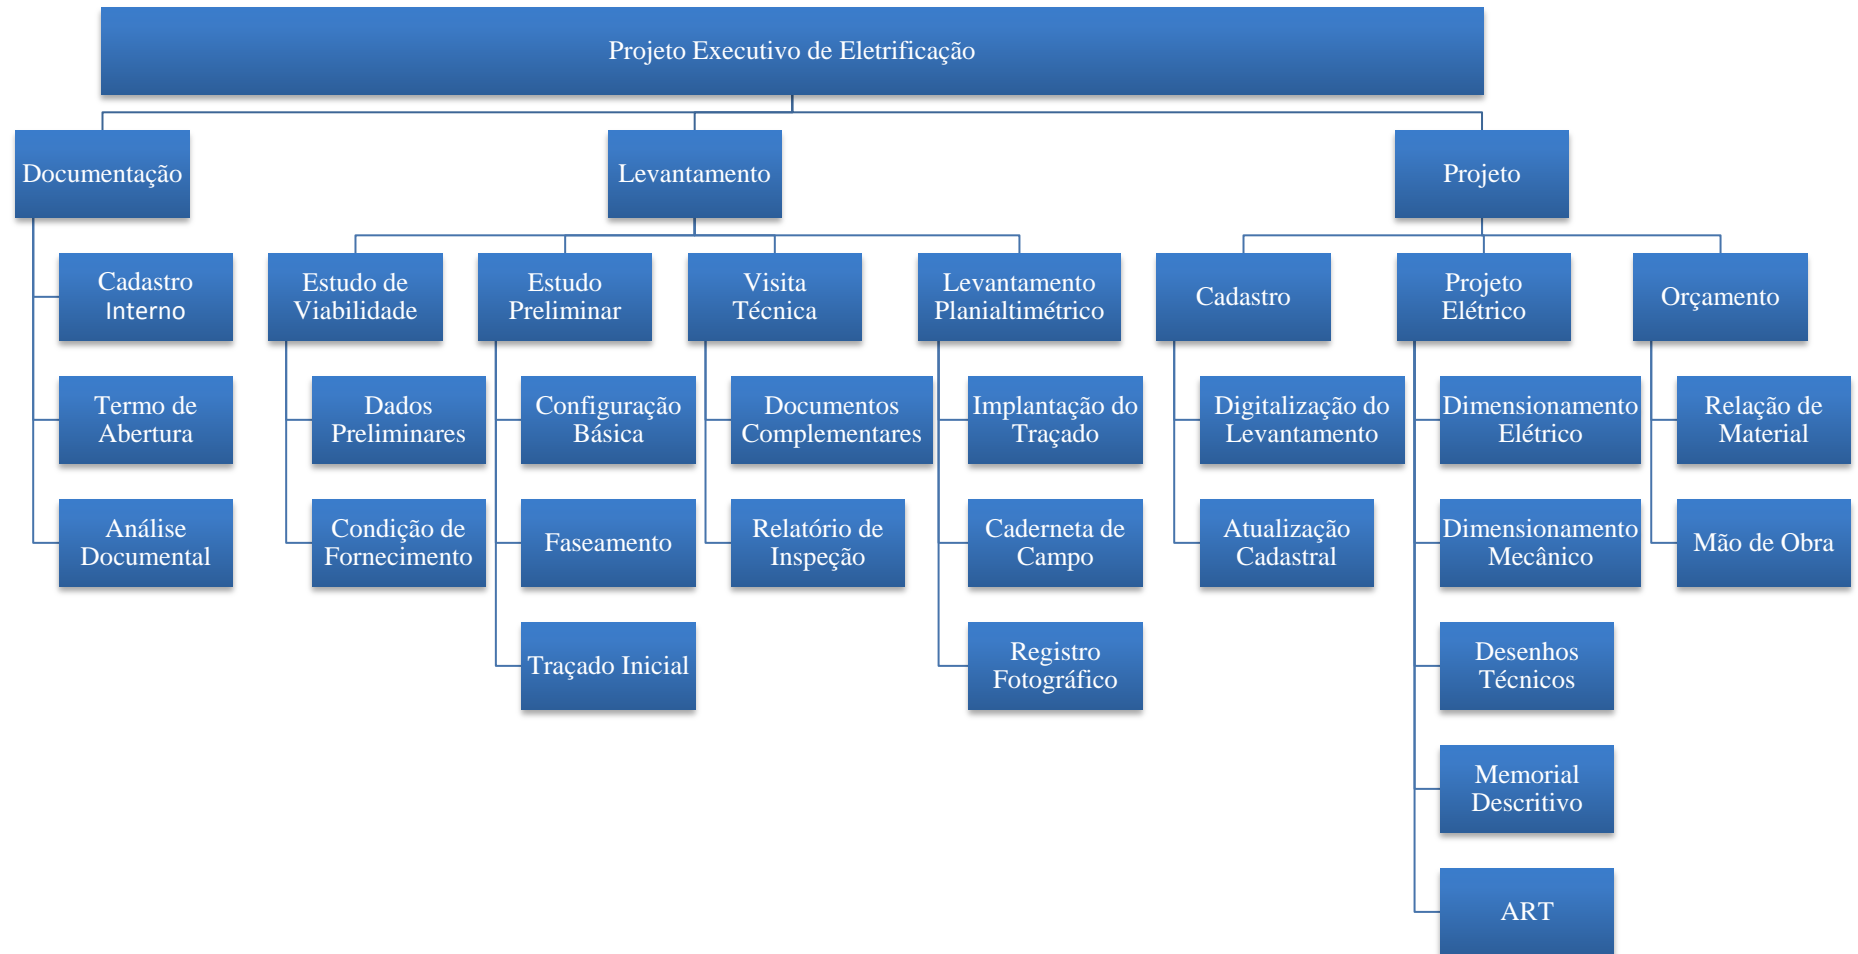 Projeto Executivo de Eletrificação
Documentação
Levantamento
Projeto
Cadastro
Interno
Estudo de
Viabilidade
Estudo
Preliminar
Visita
Técnica
Levantamento
Planialtimétrico
Cadastro
Projeto
Elétrico
Orçamento
Termo de
Abertura
Dados
Preliminares
Configuração
Básica
Documentos
Complementares
Implantação do
Traçado
Digitalização do
Levantamento
Dimensionamento
Elétrico
Relação de
Material
Análise
Documental
Condição de
Fornecimento
Faseamento
Relatório de
Inspeção
Caderneta de
Campo
Atualização
Cadastral
Dimensionamento
Mecânico
Mão de Obra
Traçado Inicial
Registro
Fotográfico
Desenhos
Técnicos
Memorial
Descritivo
ART